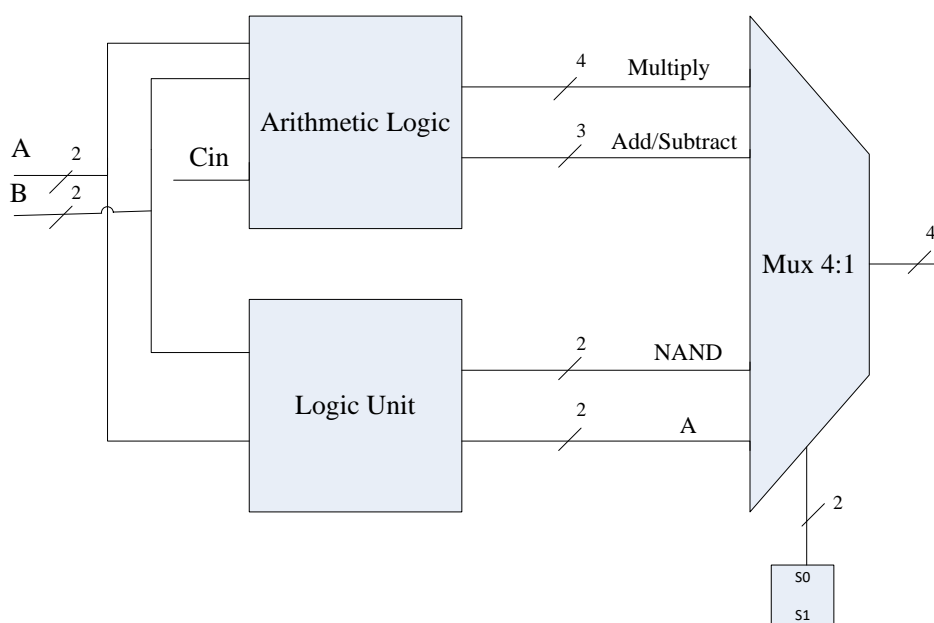 4
Multiply
Arithmetic Logic
3
Add/Subtract
A
2
Cin
B
2
4
Mux 4:1
2
NAND
Logic Unit
2
A
2
S0
S1